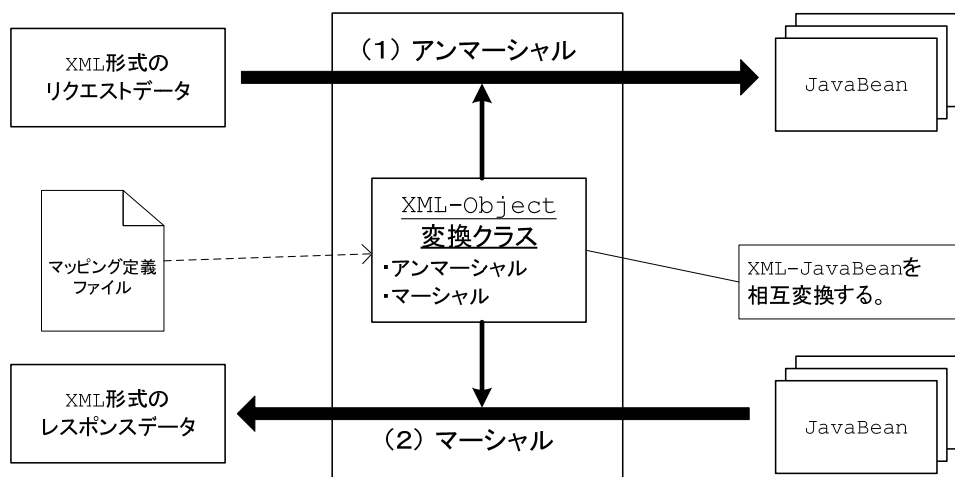 (1) アンマーシャル
XML形式の
リクエストデータ
JavaBean
XML-Object
変換クラス
・アンマーシャル
・マーシャル
マッピング定義
ファイル
XML-JavaBeanを
相互変換する。
XML形式の
レスポンスデータ
JavaBean
(2) マーシャル